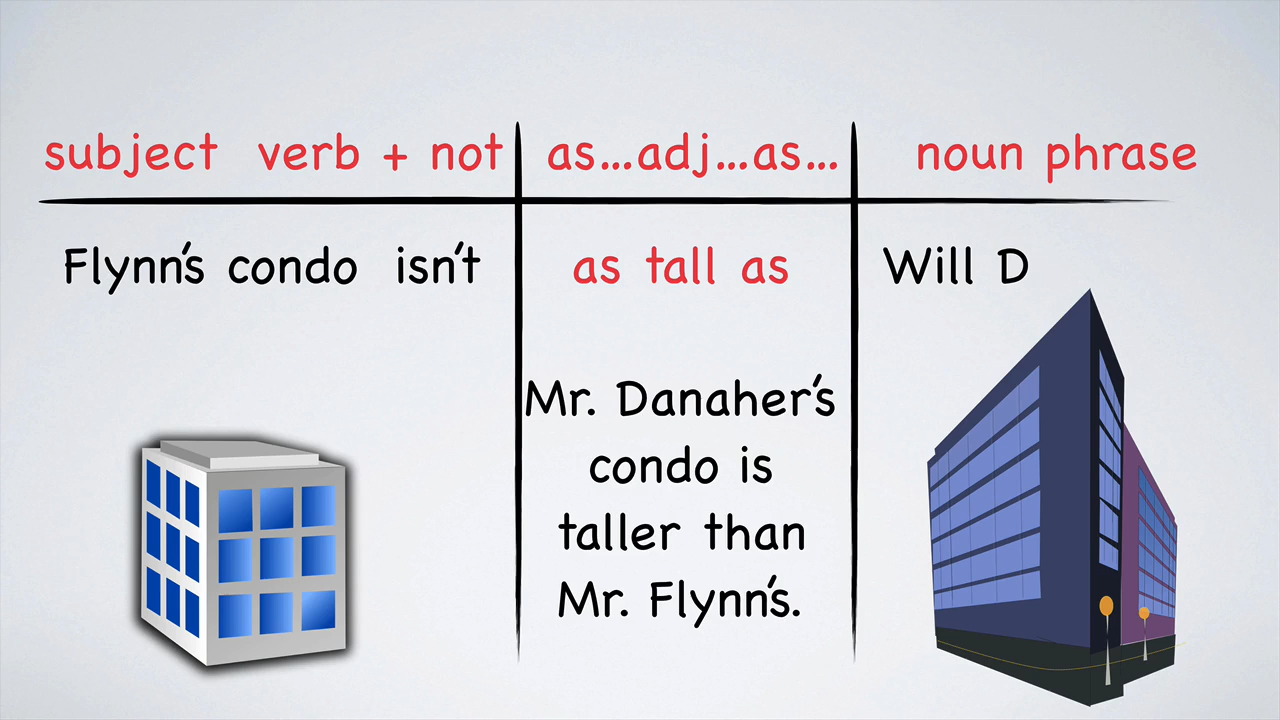 subject verb + not as...adj...as... noun phrase
Flynn's condo isn't as tall as Will D
Mr. Danaher's
condo is
taller than
Mr. Flynn's.